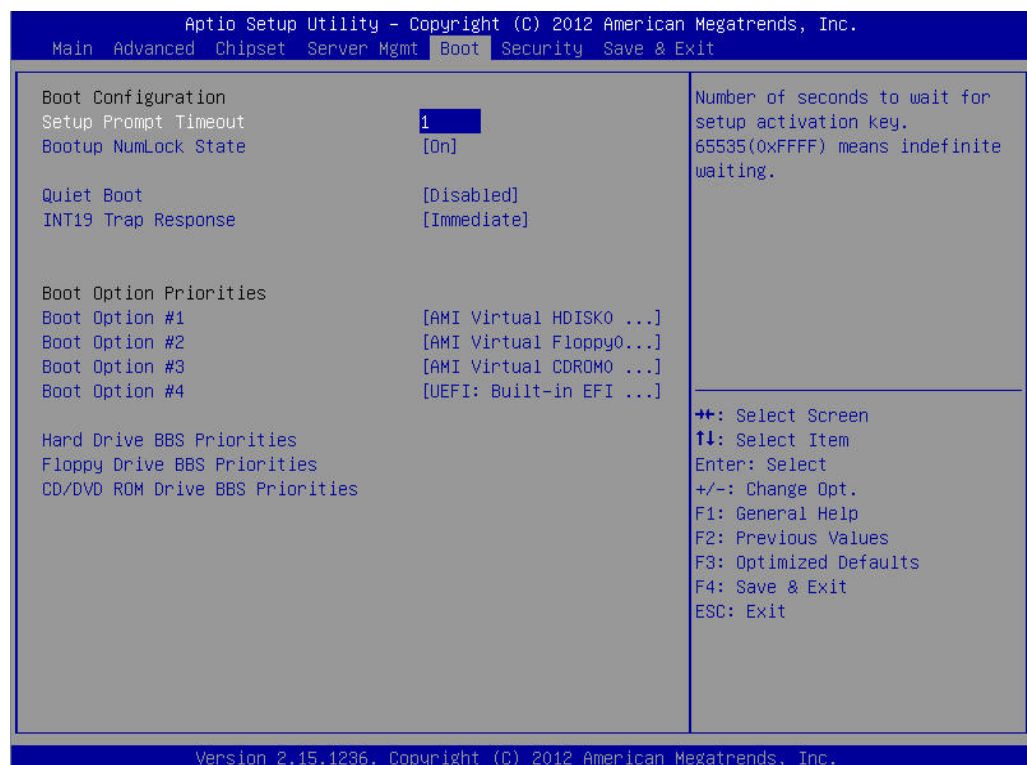 Aptio Setup Utility – Copyright (C) 2012 American Megatrends, Inc.
Main Advanced Chipset Server Mgmt Boot Security Save & Exit
Boot Configuration
Setup Prompt Timeout 1
Bootup NumLock State [On]
Quiet Boot [Disabled]
INT19 Trap Response [Immediate]
Boot Option Priorities
Boot Option #1 [AMI Virtual HDISK0 ...]
Boot Option #2 [AMI Virtual Floppy0...]
Boot Option #3 [AMI Virtual CDROM0 ...]
Boot Option #4 [UEFI: Built-in EFI ...]
Hard Drive BBS Priorities
Floppy Drive BBS Priorities
CD/DVD ROM Drive BBS Priorities
Number of seconds to wait for
setup activation key.
65535(0xFFFF) means indefinite
waiting.
→←: Select Screen
↑↓: Select Item
Enter: Select
+/-: Change Opt.
F1: General Help
F2: Previous Values
F3: Optimized Defaults
F4: Save & Exit
ESC: Exit
Version 2.15.1236. Copyright (C) 2012 American Megatrends, Inc.